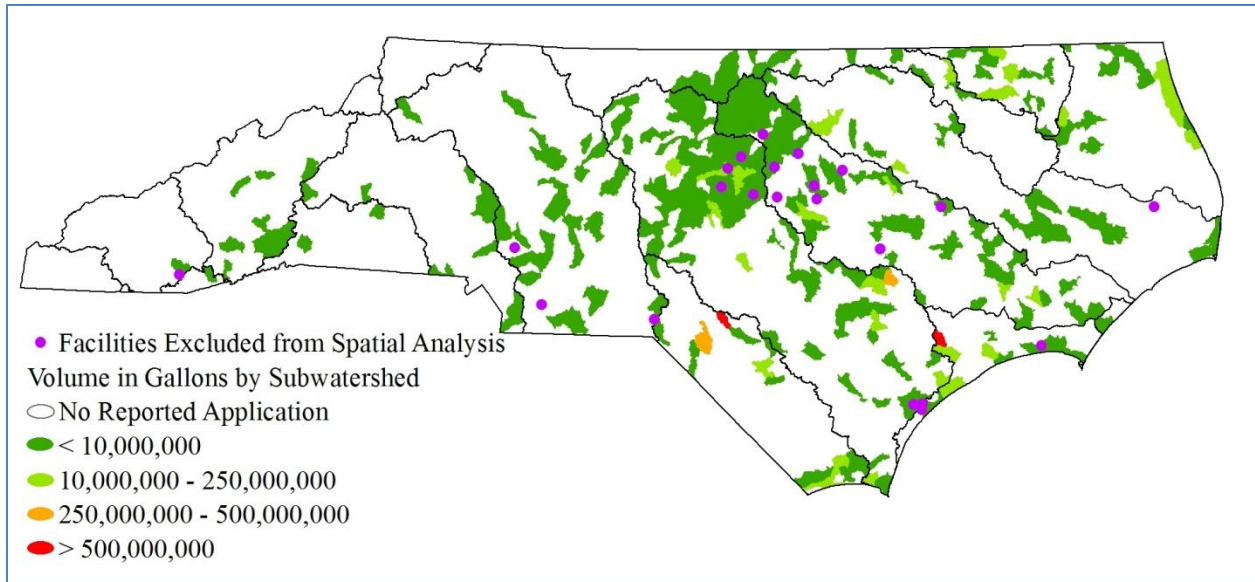 Facilities Excluded from Spatial Analysis
Volume in Gallons by Subwatershed
No Reported Application
< 10,000,000
10,000,000 - 250,000,000
250,000,000 - 500,000,000
> 500,000,000